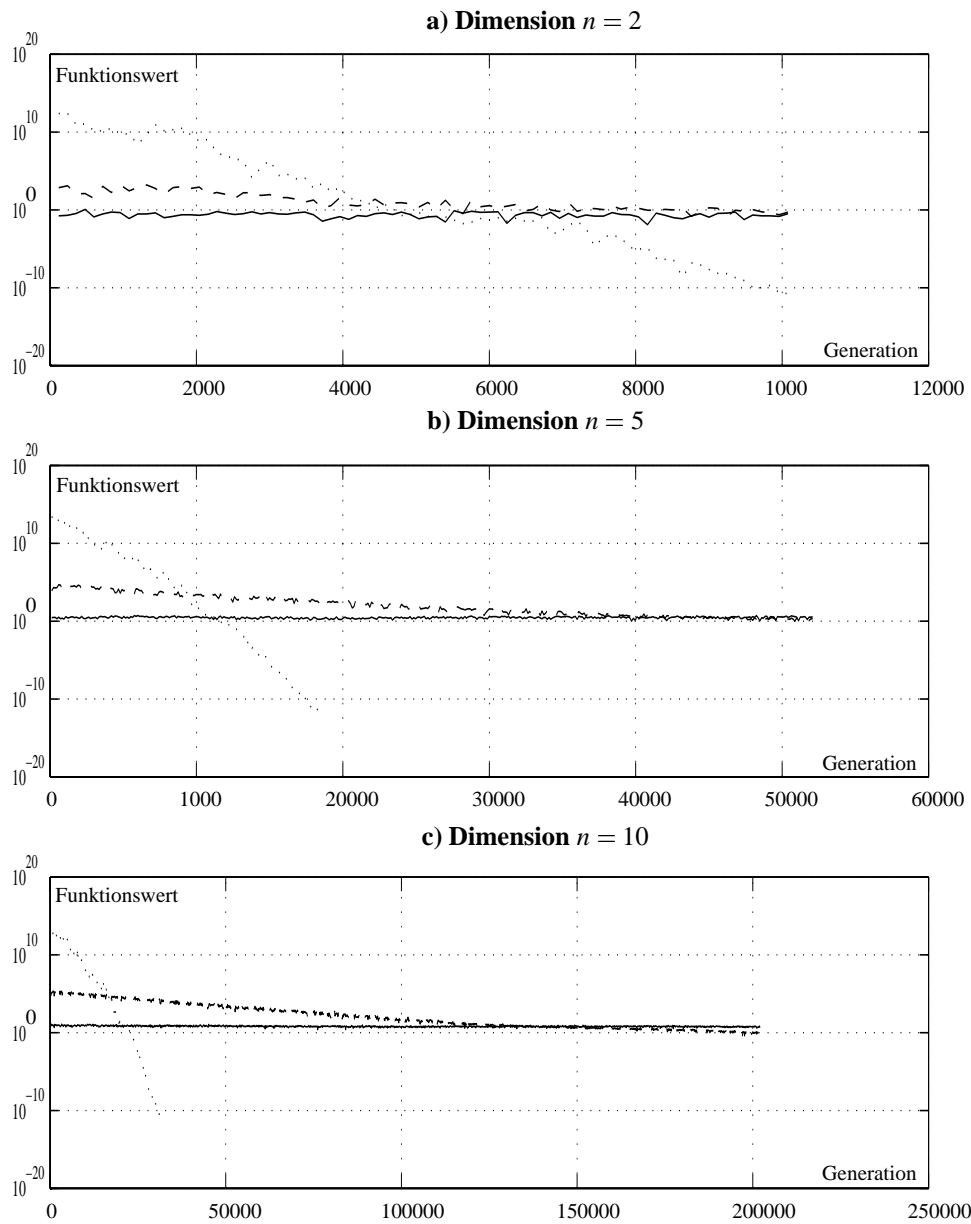 a) Dimension n = 2
10^20
Funktionswert
10^10
10^0
10^-10
10^-20
Generation
0 2000 4000 6000 8000 1000 12000
b) Dimension n = 5
10^20
Funktionswert
10^10
10^0
10^-10
10^-20
Generation
0 1000 20000 30000 40000 50000 60000
c) Dimension n = 10
10^20
Funktionswert
10^10
10^0
10^-10
10^-20
Generation
0 50000 100000 150000 200000 250000